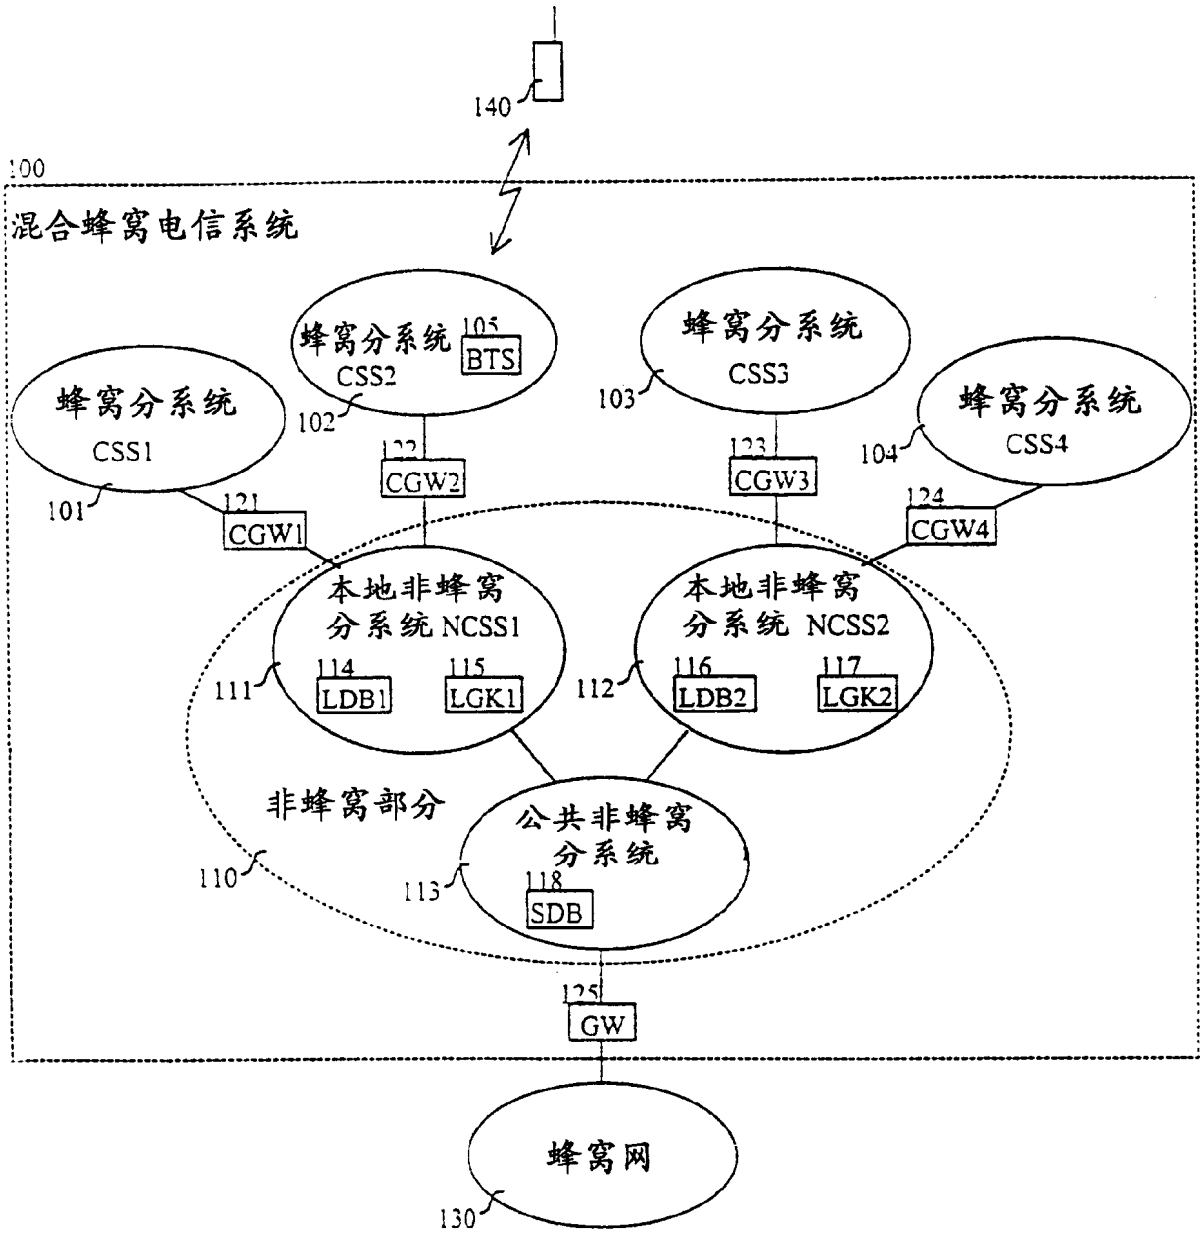 140
100
混合蜂窝电信系统
蜂窝分系统
CSS1
101
蜂窝分系统
CSS2
105
BTS
102
蜂窝分系统
CSS3
103
蜂窝分系统
CSS4
104
121
CGW1
122
CGW2
123
CGW3
124
CGW4
本地非蜂窝
分系统 NCSS1
114
LDB1
115
LGK1
111
本地非蜂窝
分系统 NCSS2
116
LDB2
117
LGK2
112
非蜂窝部分
110
公共非蜂窝
分系统
118
SDB
113
125
GW
蜂窝网
130